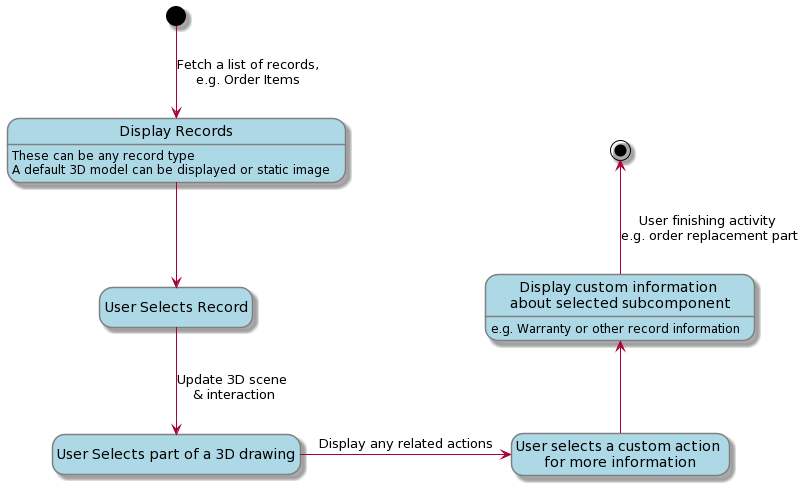 Fetch a list of records,
e.g. Order Items
Display Records
These can be any record type
A default 3D model can be displayed or static image
User Selects Record
Update 3D scene
& interaction
User Selects part of a 3D drawing
Display any related actions
User selects a custom action
for more information
Display custom information
about selected subcomponent
e.g. Warranty or other record information
User finishing activity
e.g. order replacement part